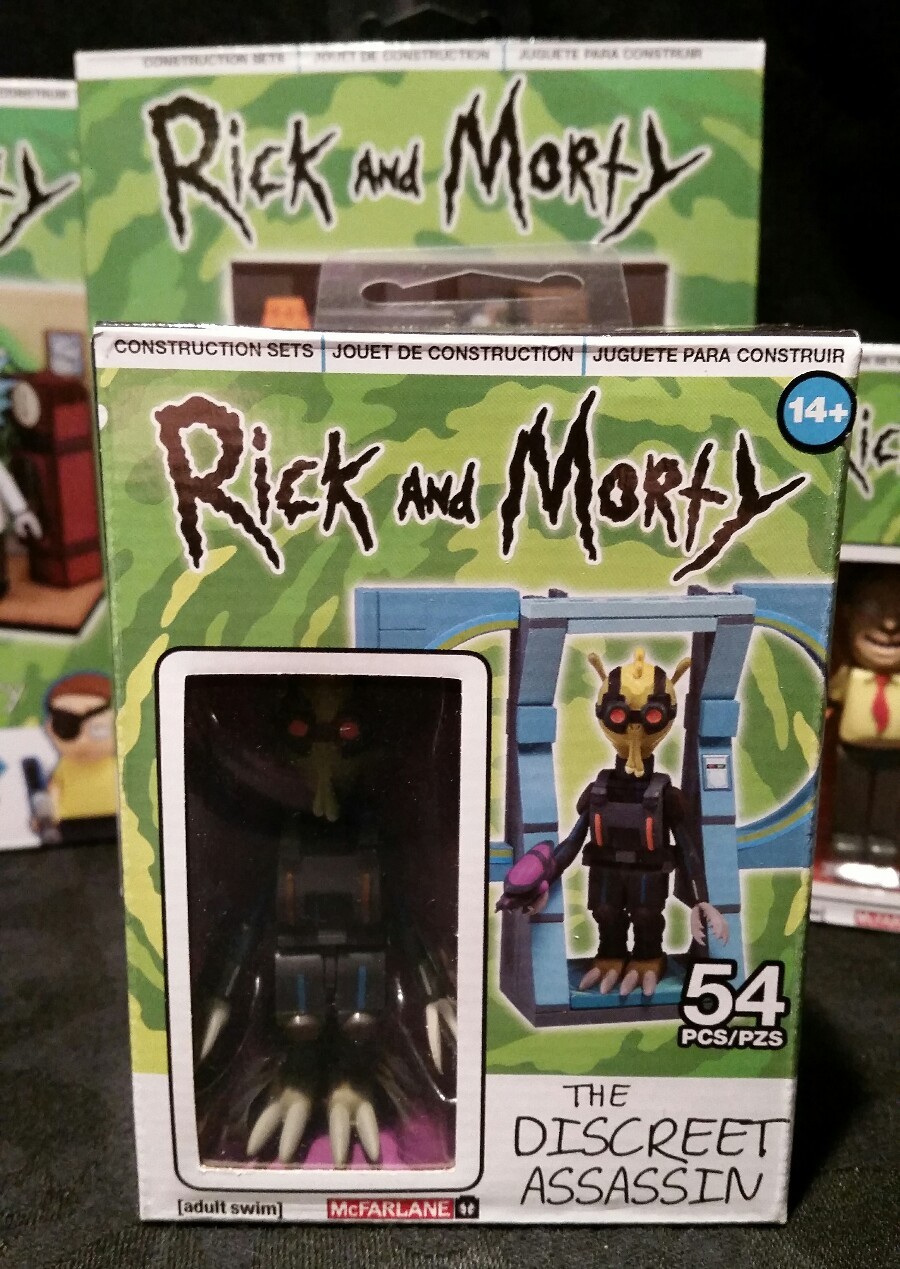 CONSTRUCTION SETS | JOUET DE CONSTRUCTION | JUGUETE PARA CONSTRUIR
RICK AND MORTY
CONSTRUCTION SETS | JOUET DE CONSTRUCTION | JUGUETE PARA CONSTRUIR
14+
RICK AND MORTY
54
PCS/PZS
THE
DISCREET
ASSASSIN
[adult swim]
McFARLANE